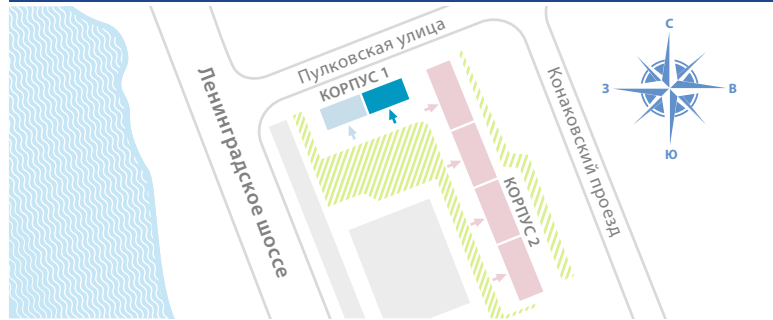 Пулковская улица
КОРПУС 1
Ленинградское шоссе
Конаковский проезд
КОРПУС 2
С
З
В
Ю